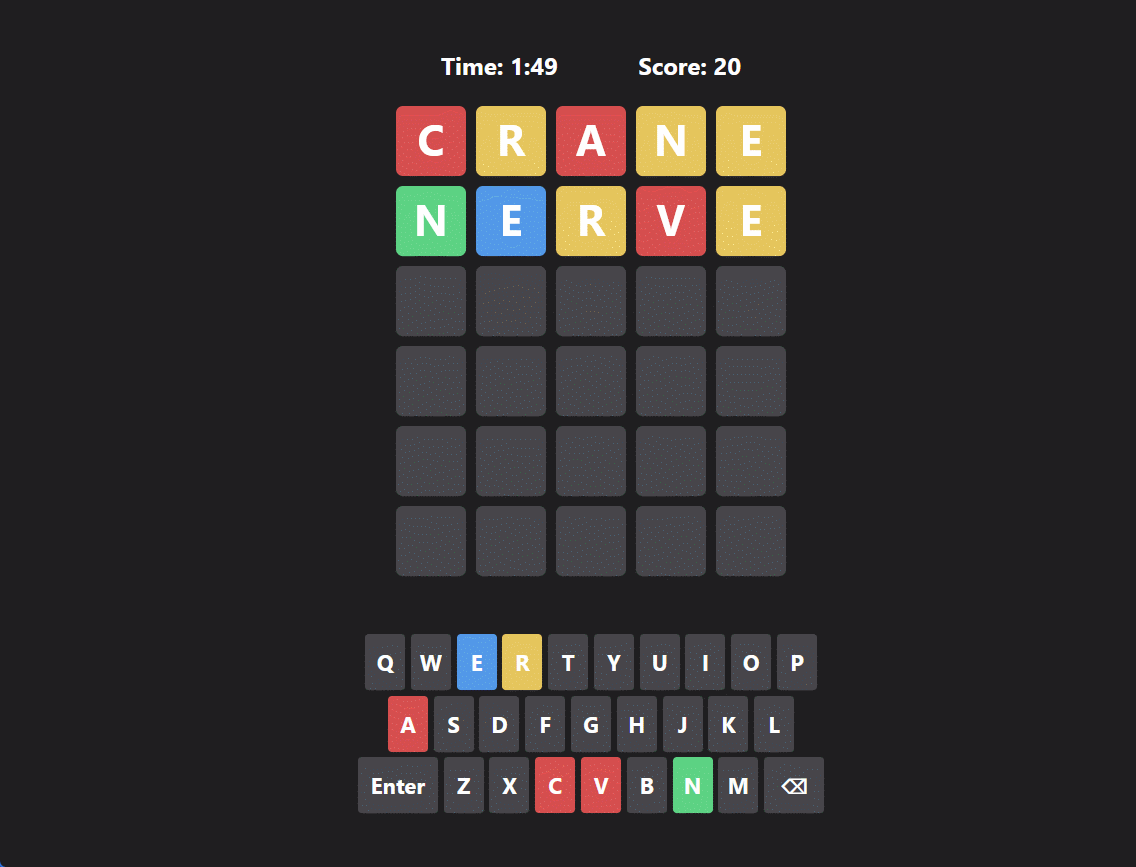 Time: 1:49 Score: 20
C R A N E
N E R V E
Q W E R T Y U I O P
A S D F G H J K L
Enter Z X C V B N M ⌫